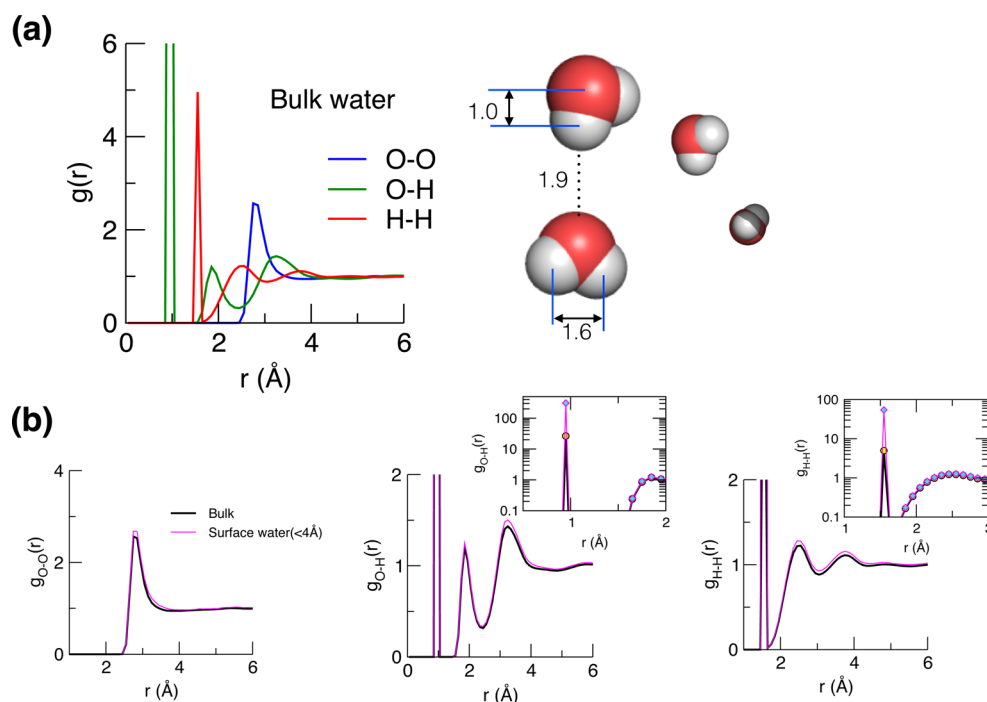 (a)
6
4
2
0
g(r)
Bulk water
O-O
O-H
H-H
0 2 4 6
r (Å)
1.0
1.9
1.6
(b)
4
2
0
g_O-O(r)
Bulk
Surface water(<4Å)
0 2 4 6
r (Å)
2
1
0
g_O-H(r)
0 2 4 6
r (Å)
100
10
1
0.1
g_O-H(r)
1 2
r (Å)
2
1
0
g_H-H(r)
0 2 4 6
r (Å)
100
10
1
0.1
g_H-H(r)
1 2 3
r (Å)